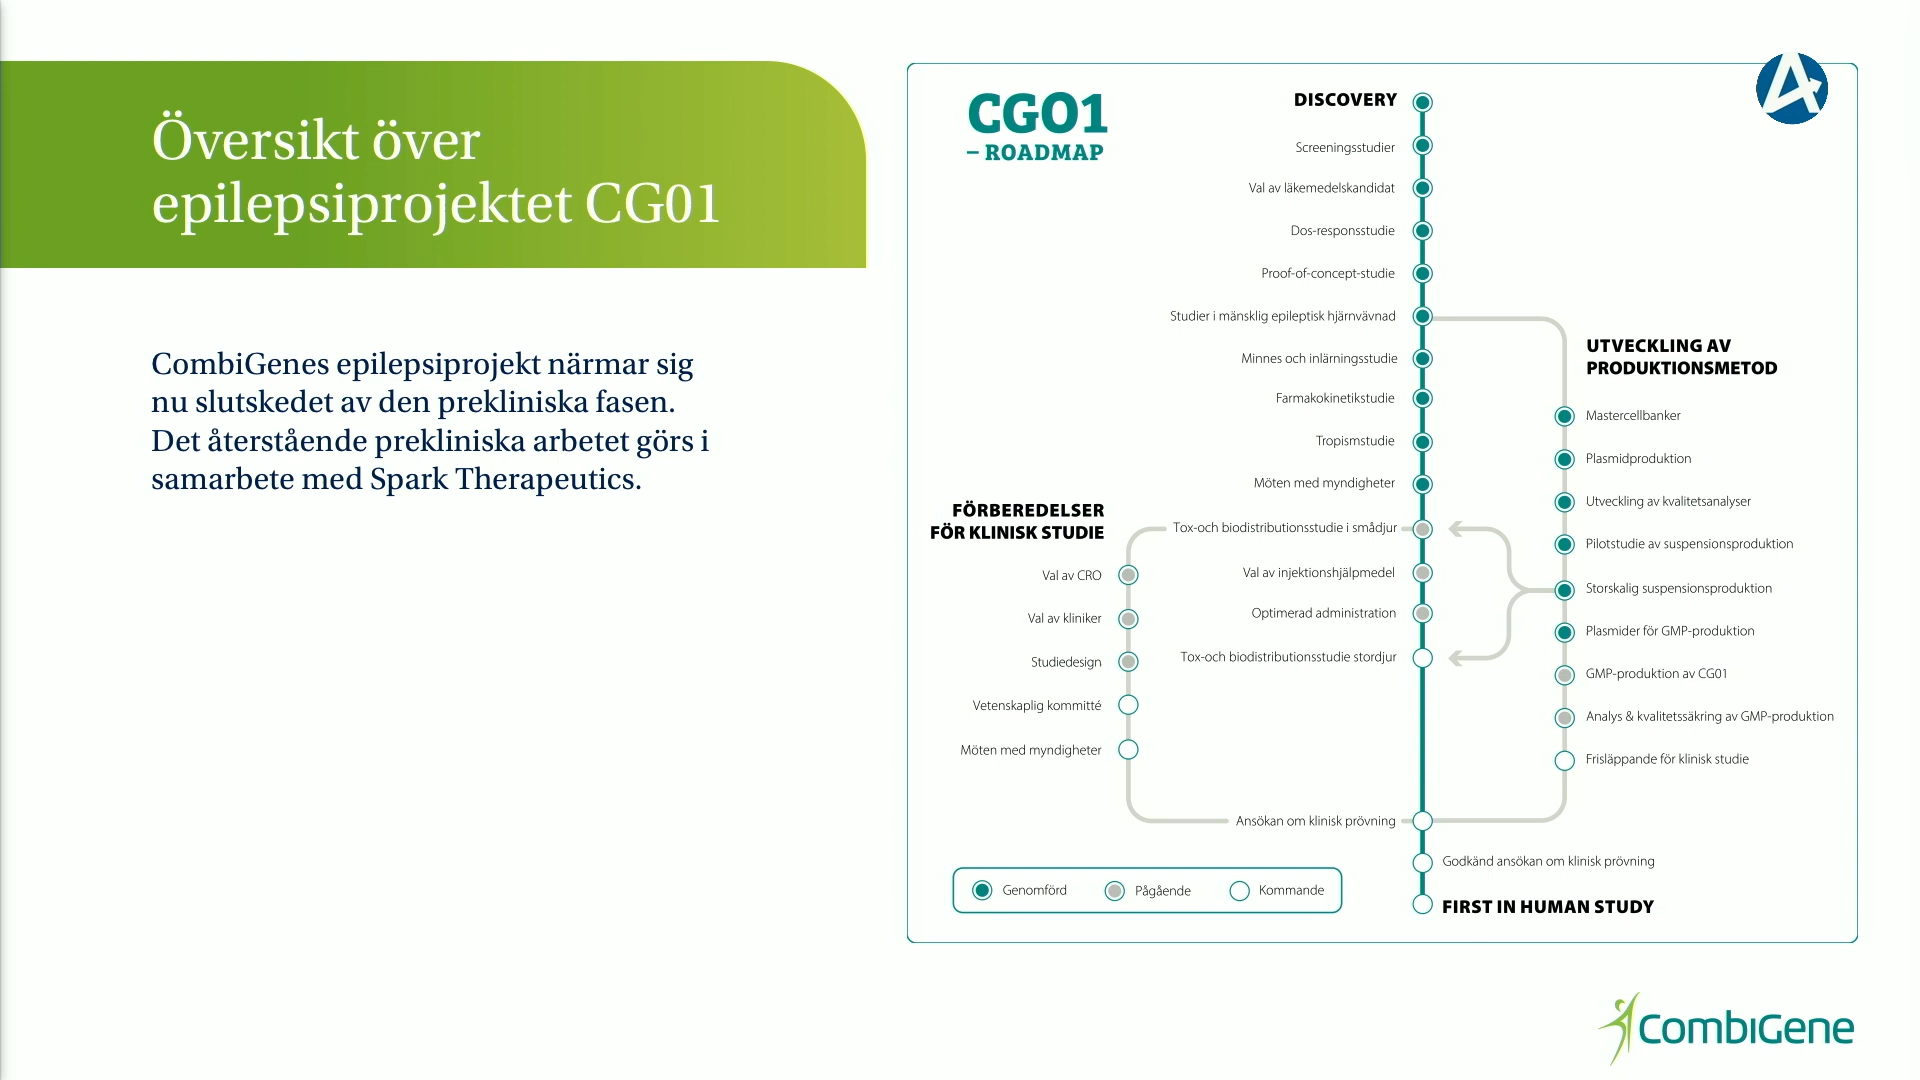 Översikt över
epilepsiprojektet CG01
CombiGenes epilepsiprojekt närmar sig
nu slutskedet av den prekliniska fasen.
Det återstående prekliniska arbetet görs i
samarbete med Spark Therapeutics.
CGO1
– ROADMAP
DISCOVERY
Screeningsstudier
Val av läkemedelskandidat
Dos-responsstudie
Proof-of-concept-studie
Studier i mänsklig epileptisk hjärnvävnad
Minnes och inlärningsstudie
Farmakokinetikstudie
Tropismstudie
Möten med myndigheter
Tox-och biodistributionsstudie i smådjur
Val av injektionshjälpmedel
Optimerad administration
Tox-och biodistributionsstudie stordjur
FÖRBEREDELSER
FÖR KLINISK STUDIE
Val av CRO
Val av kliniker
Studiedesign
Vetenskaplig kommitté
Möten med myndigheter
UTVECKLING AV
PRODUKTIONSMETOD
Mastercellbanker
Plasmidproduktion
Utveckling av kvalitetsanalyser
Pilotstudie av suspensionsproduktion
Storskalig suspensionsproduktion
Plasmider för GMP-produktion
GMP-produktion av CG01
Analys & kvalitetssäkring av GMP-produktion
Frisläppande för klinisk studie
Ansökan om klinisk prövning
Godkänd ansökan om klinisk prövning
FIRST IN HUMAN STUDY
Genomförd
Pågående
Kommande
CombiGene